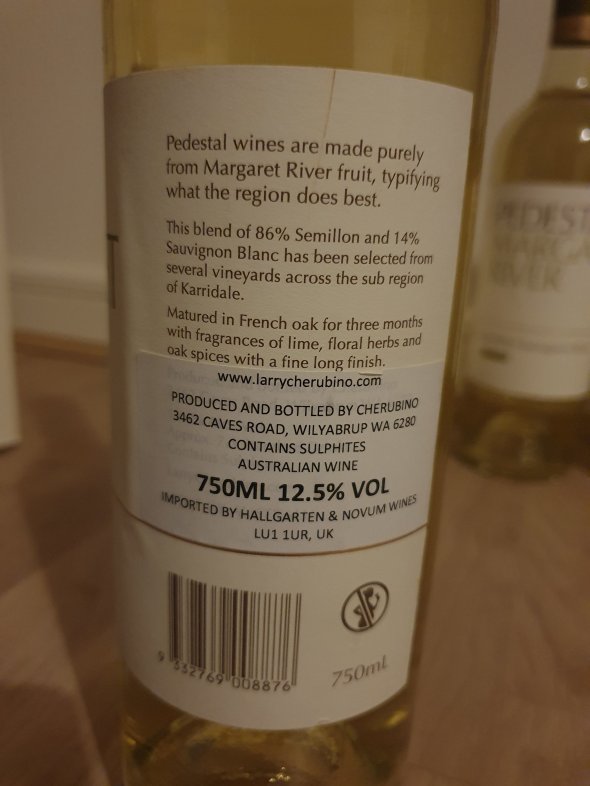 Pedestal wines are made purely
from Margaret River fruit, typifying
what the region does best.
This blend of 86% Semillon and 14%
Sauvignon Blanc has been selected from
several vineyards across the sub region
of Karridale.
Matured in French oak for three months
with fragrances of lime, floral herbs and
oak spices with a fine long finish.
www.larrycherubino.com
PRODUCED AND BOTTLED BY CHERUBINO
3462 CAVES ROAD, WILYABRUP WA 6280
CONTAINS SULPHITES
AUSTRALIAN WINE
750ML 12.5% VOL
IMPORTED BY HALLGARTEN & NOVUM WINES
LU1 1UR, UK
9 332769 008876
750mL
PEDEST
RIVER